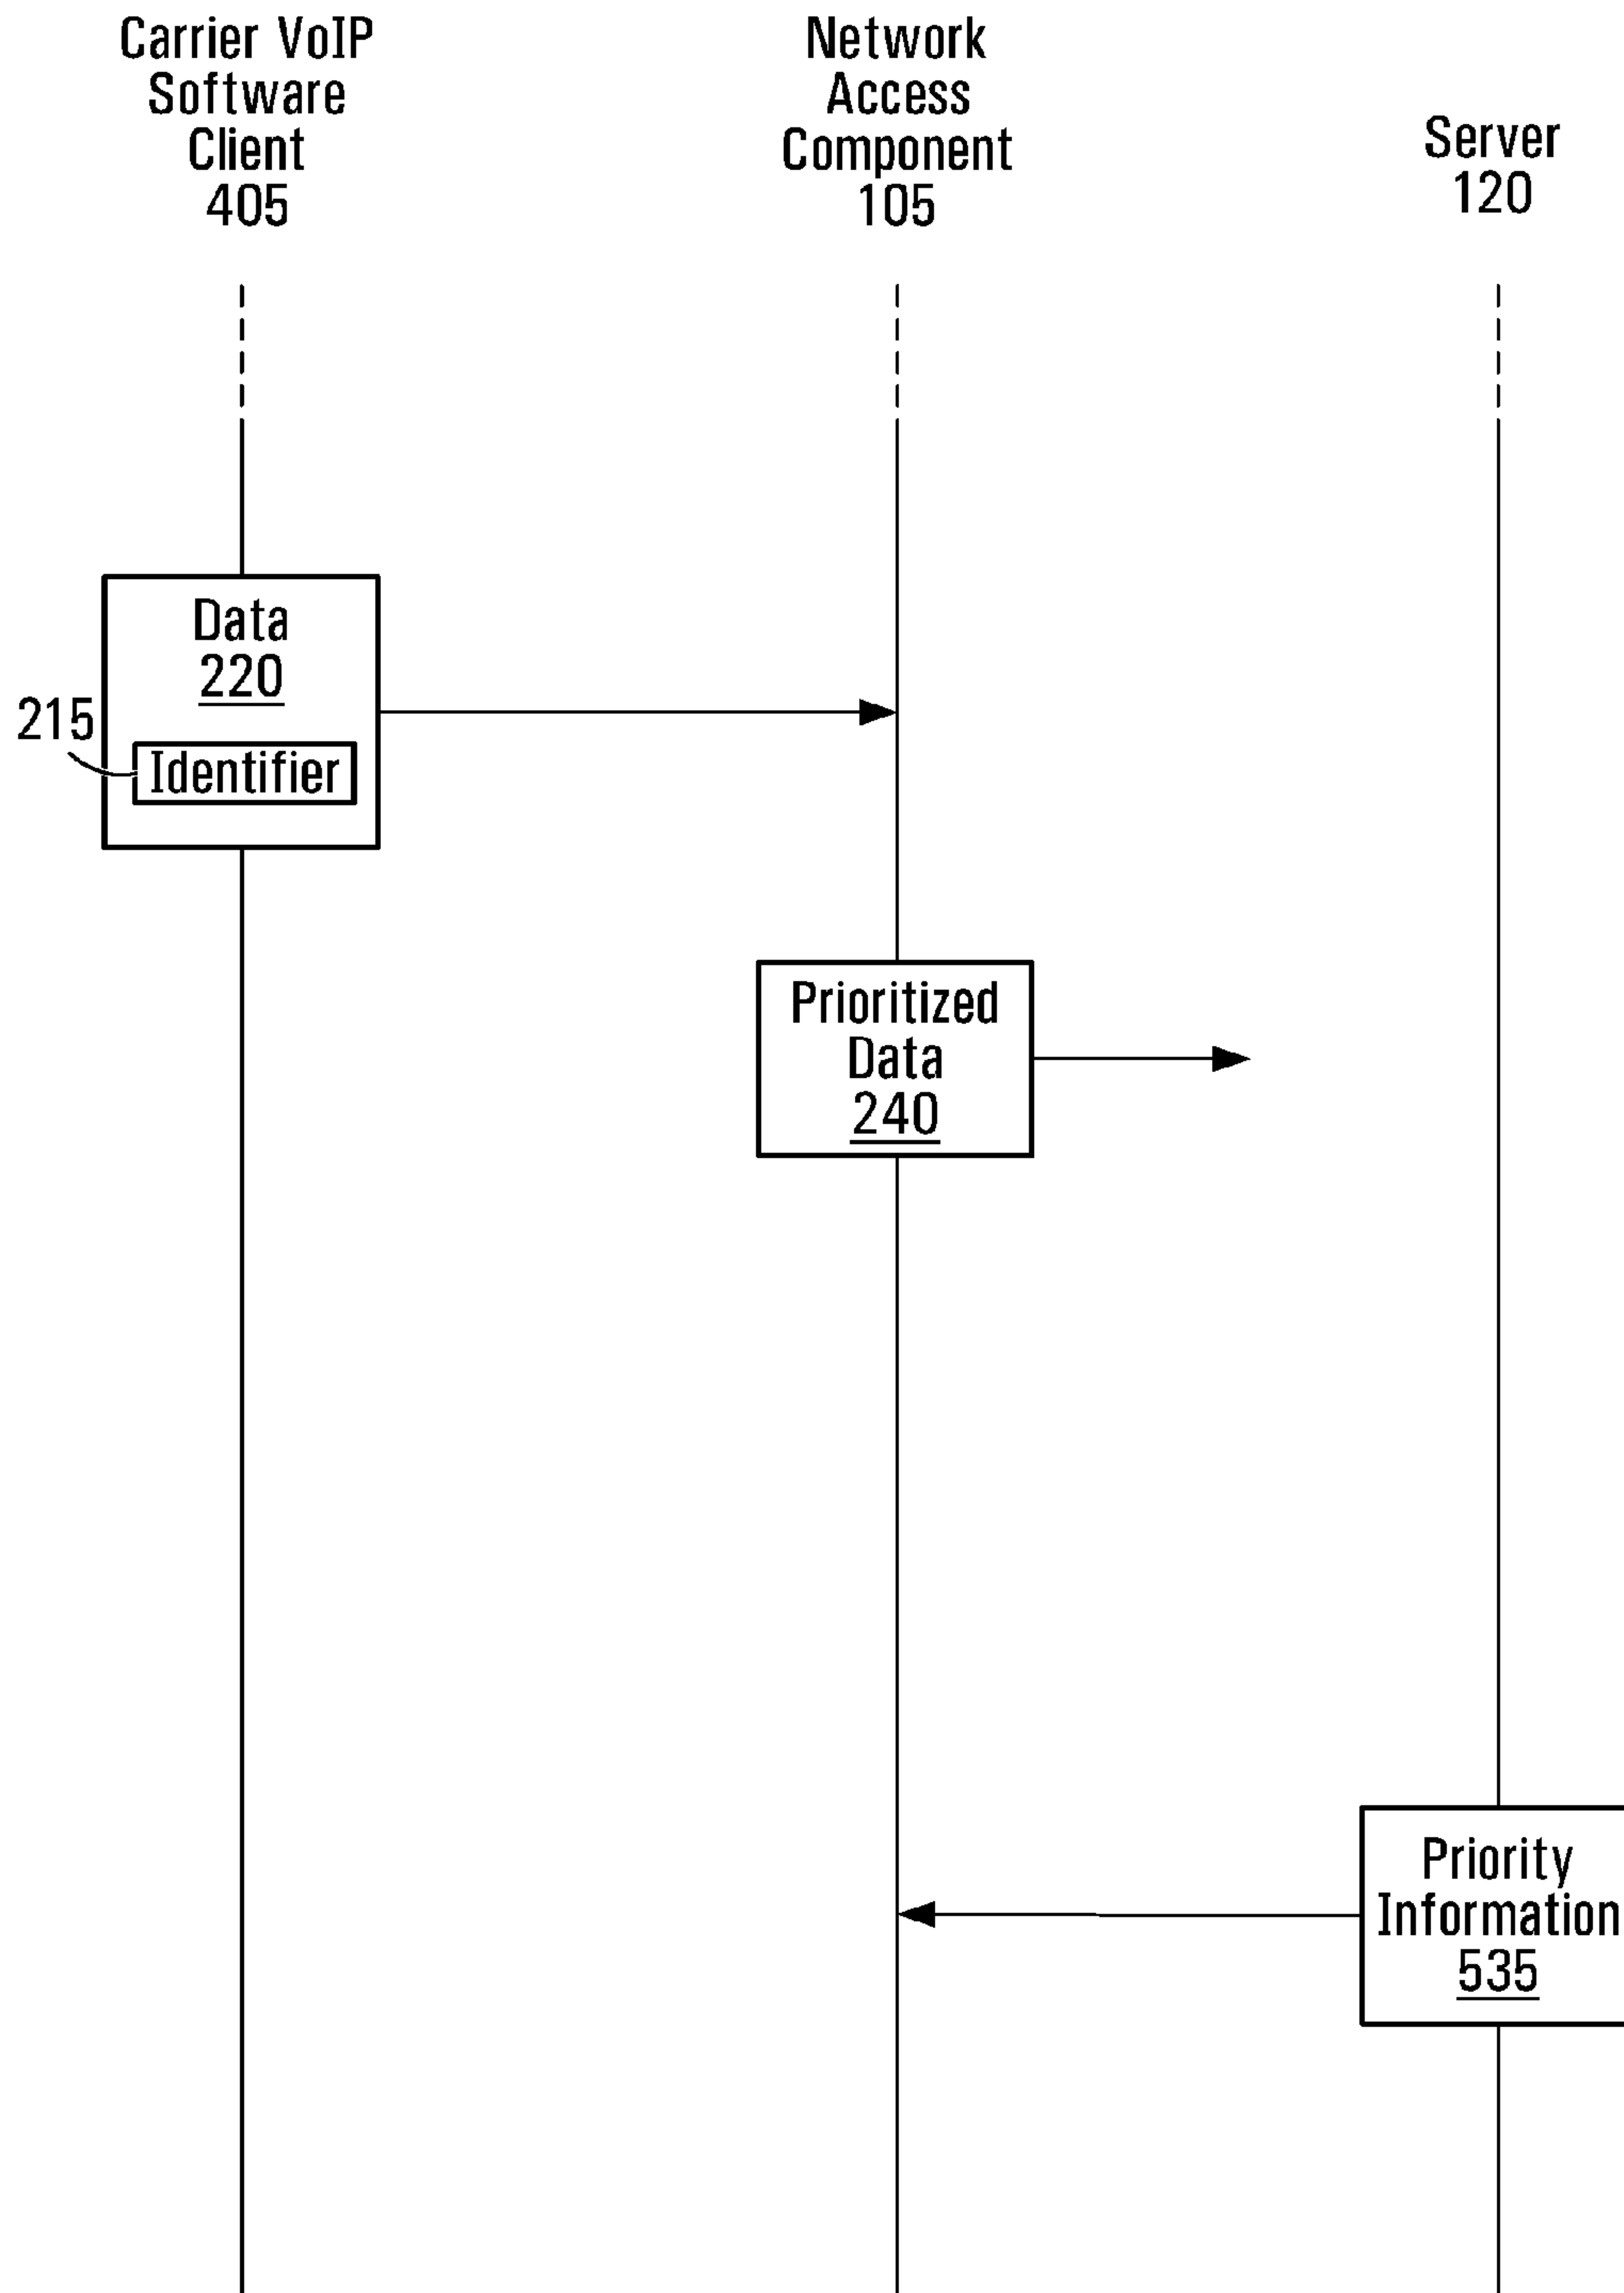 Carrier VoIP
Software
Client
405
Network
Access
Component
105
Server
120
Data
220
215
Identifier
Prioritized
Data
240
Priority
Information
535